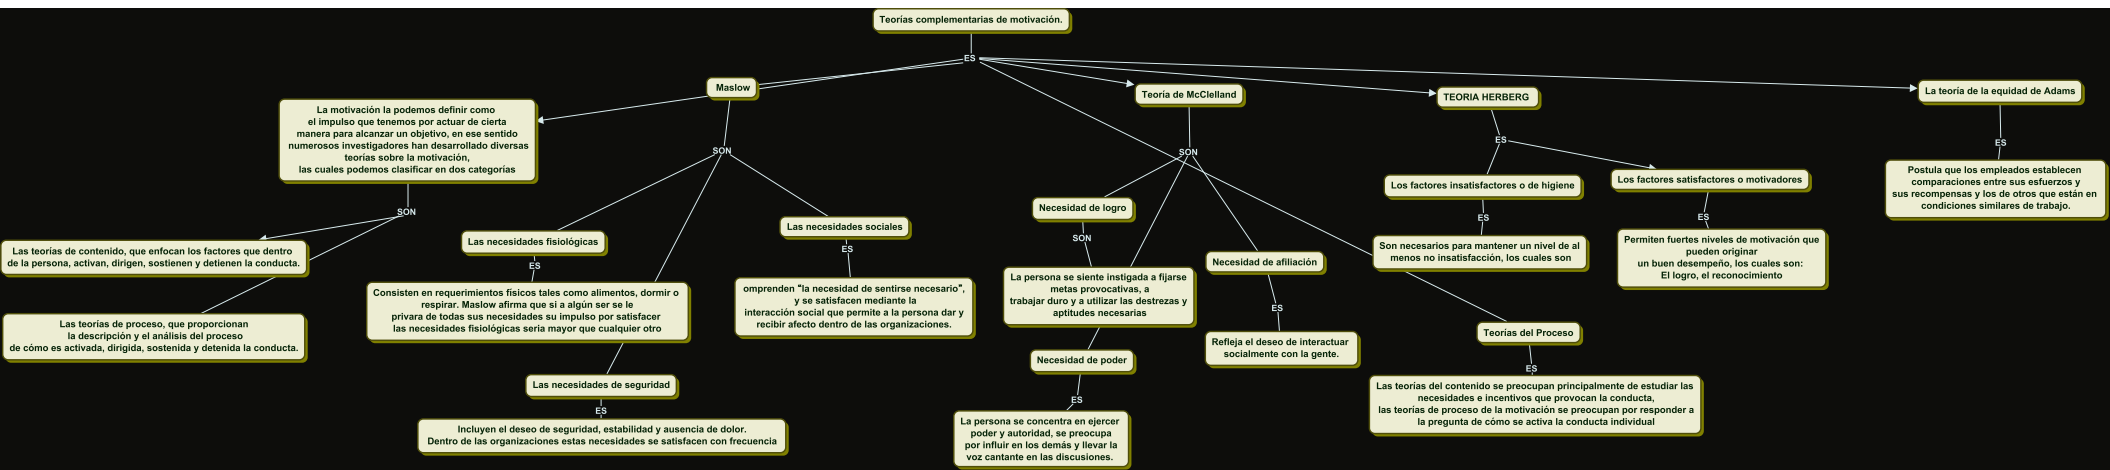 Teorías complementarias de motivación.
ES
Maslow
Teoría de McClelland
TEORIA HERBERG
La teoría de la equidad de Adams
La motivación la podemos definir como
el impulso que tenemos por actuar de cierta
manera para alcanzar un objetivo, en ese sentido
numerosos investigadores han desarrollado diversas
teorías sobre la motivación,
las cuales podemos clasificar en dos categorías
SON
Las teorías de contenido, que enfocan los factores que dentro
de la persona, activan, dirigen, sostienen y detienen la conducta.
Las teorías de proceso, que proporcionan
la descripción y el análisis del proceso
de cómo es activada, dirigida, sostenida y detenida la conducta.
SON
Las necesidades fisiológicas
ES
Consisten en requerimientos físicos tales como alimentos, dormir o
respirar. Maslow afirma que si a algún ser se le
privara de todas sus necesidades su impulso por satisfacer
las necesidades fisiológicas seria mayor que cualquier otro
Las necesidades de seguridad
ES
Incluyen el deseo de seguridad, estabilidad y ausencia de dolor.
Dentro de las organizaciones estas necesidades se satisfacen con frecuencia
Las necesidades sociales
ES
omprenden “la necesidad de sentirse necesario”,
y se satisfacen mediante la
interacción social que permite a la persona dar y
recibir afecto dentro de las organizaciones.
SON
Necesidad de logro
SON
La persona se siente instigada a fijarse
metas provocativas, a
trabajar duro y a utilizar las destrezas y
aptitudes necesarias
Necesidad de poder
ES
La persona se concentra en ejercer
poder y autoridad, se preocupa
por influir en los demás y llevar la
voz cantante en las discusiones.
Necesidad de afiliación
ES
Refleja el deseo de interactuar
socialmente con la gente.
ES
Los factores insatisfactores o de higiene
ES
Son necesarios para mantener un nivel de al
menos no insatisfacción, los cuales son
Los factores satisfactores o motivadores
ES
Permiten fuertes niveles de motivación que
pueden originar
un buen desempeño, los cuales son:
El logro, el reconocimiento
Teorías del Proceso
ES
Las teorías del contenido se preocupan principalmente de estudiar las
necesidades e incentivos que provocan la conducta,
las teorías de proceso de la motivación se preocupan por responder a
la pregunta de cómo se activa la conducta individual
ES
Postula que los empleados establecen
comparaciones entre sus esfuerzos y
sus recompensas y los de otros que están en
condiciones similares de trabajo.